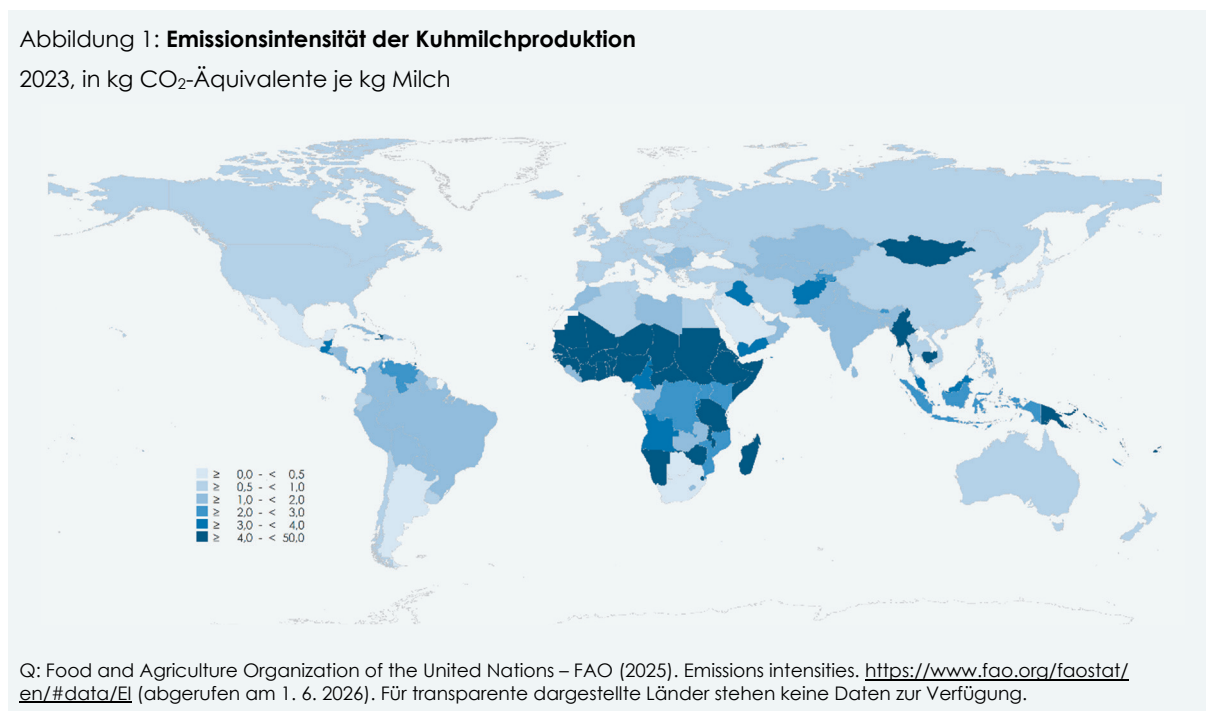 Abbildung 1: Emissionsintensität der Kuhmilchproduktion
2023, in kg CO₂-Äquivalente je kg Milch
≥ 0,0 - < 0,5
≥ 0,5 - < 1,0
≥ 1,0 - < 2,0
≥ 2,0 - < 3,0
≥ 3,0 - < 4,0
≥ 4,0 - < 50,0
Q: Food and Agriculture Organization of the United Nations – FAO (2025). Emissions intensities. https://www.fao.org/faostat/
en/#data/EI (abgerufen am 1. 6. 2026). Für transparente dargestellte Länder stehen keine Daten zur Verfügung.